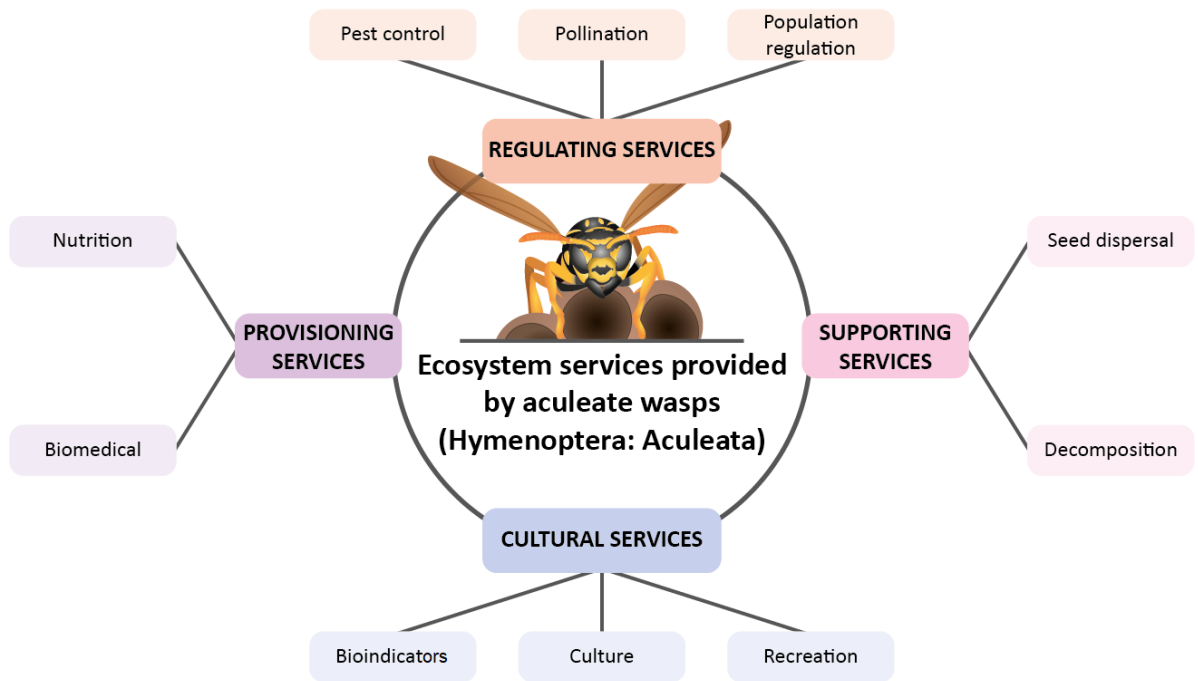 Pest control
Pollination
Population
regulation
REGULATING SERVICES
Nutrition
Seed dispersal
PROVISIONING
SERVICES
SUPPORTING
SERVICES
Ecosystem services provided
by aculeate wasps
(Hymenoptera: Aculeata)
Biomedical
Decomposition
CULTURAL SERVICES
Bioindicators
Culture
Recreation